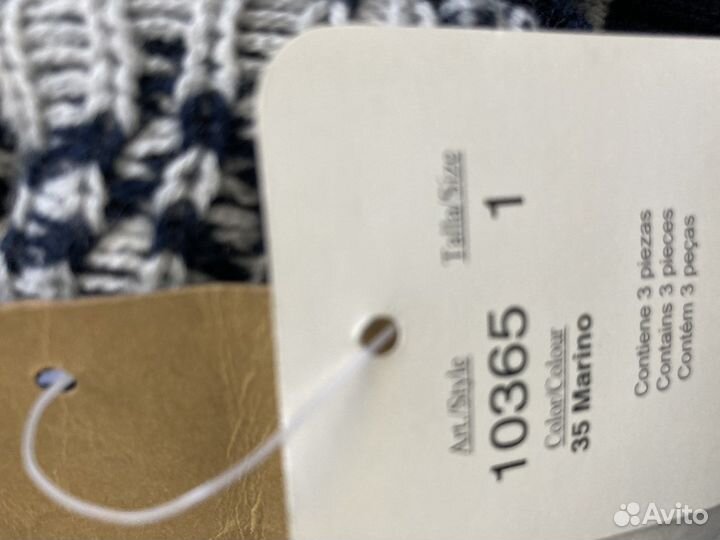 Art./Style
Talla/Size
10365
1
Color/Colour
35 Marino
Contiene 3 piezas
Contains 3 pieces
Contém 3 peças
Avito